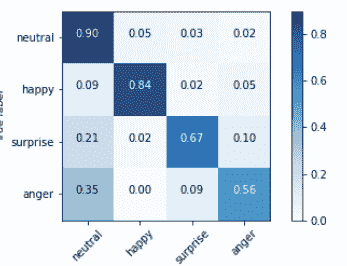 neutral 0.90 0.05 0.03 0.02
happy 0.09 0.84 0.02 0.05
surprise 0.21 0.02 0.67 0.10
anger 0.35 0.00 0.09 0.56
neutral happy surprise anger
0.8
0.6
0.4
0.2
0.0